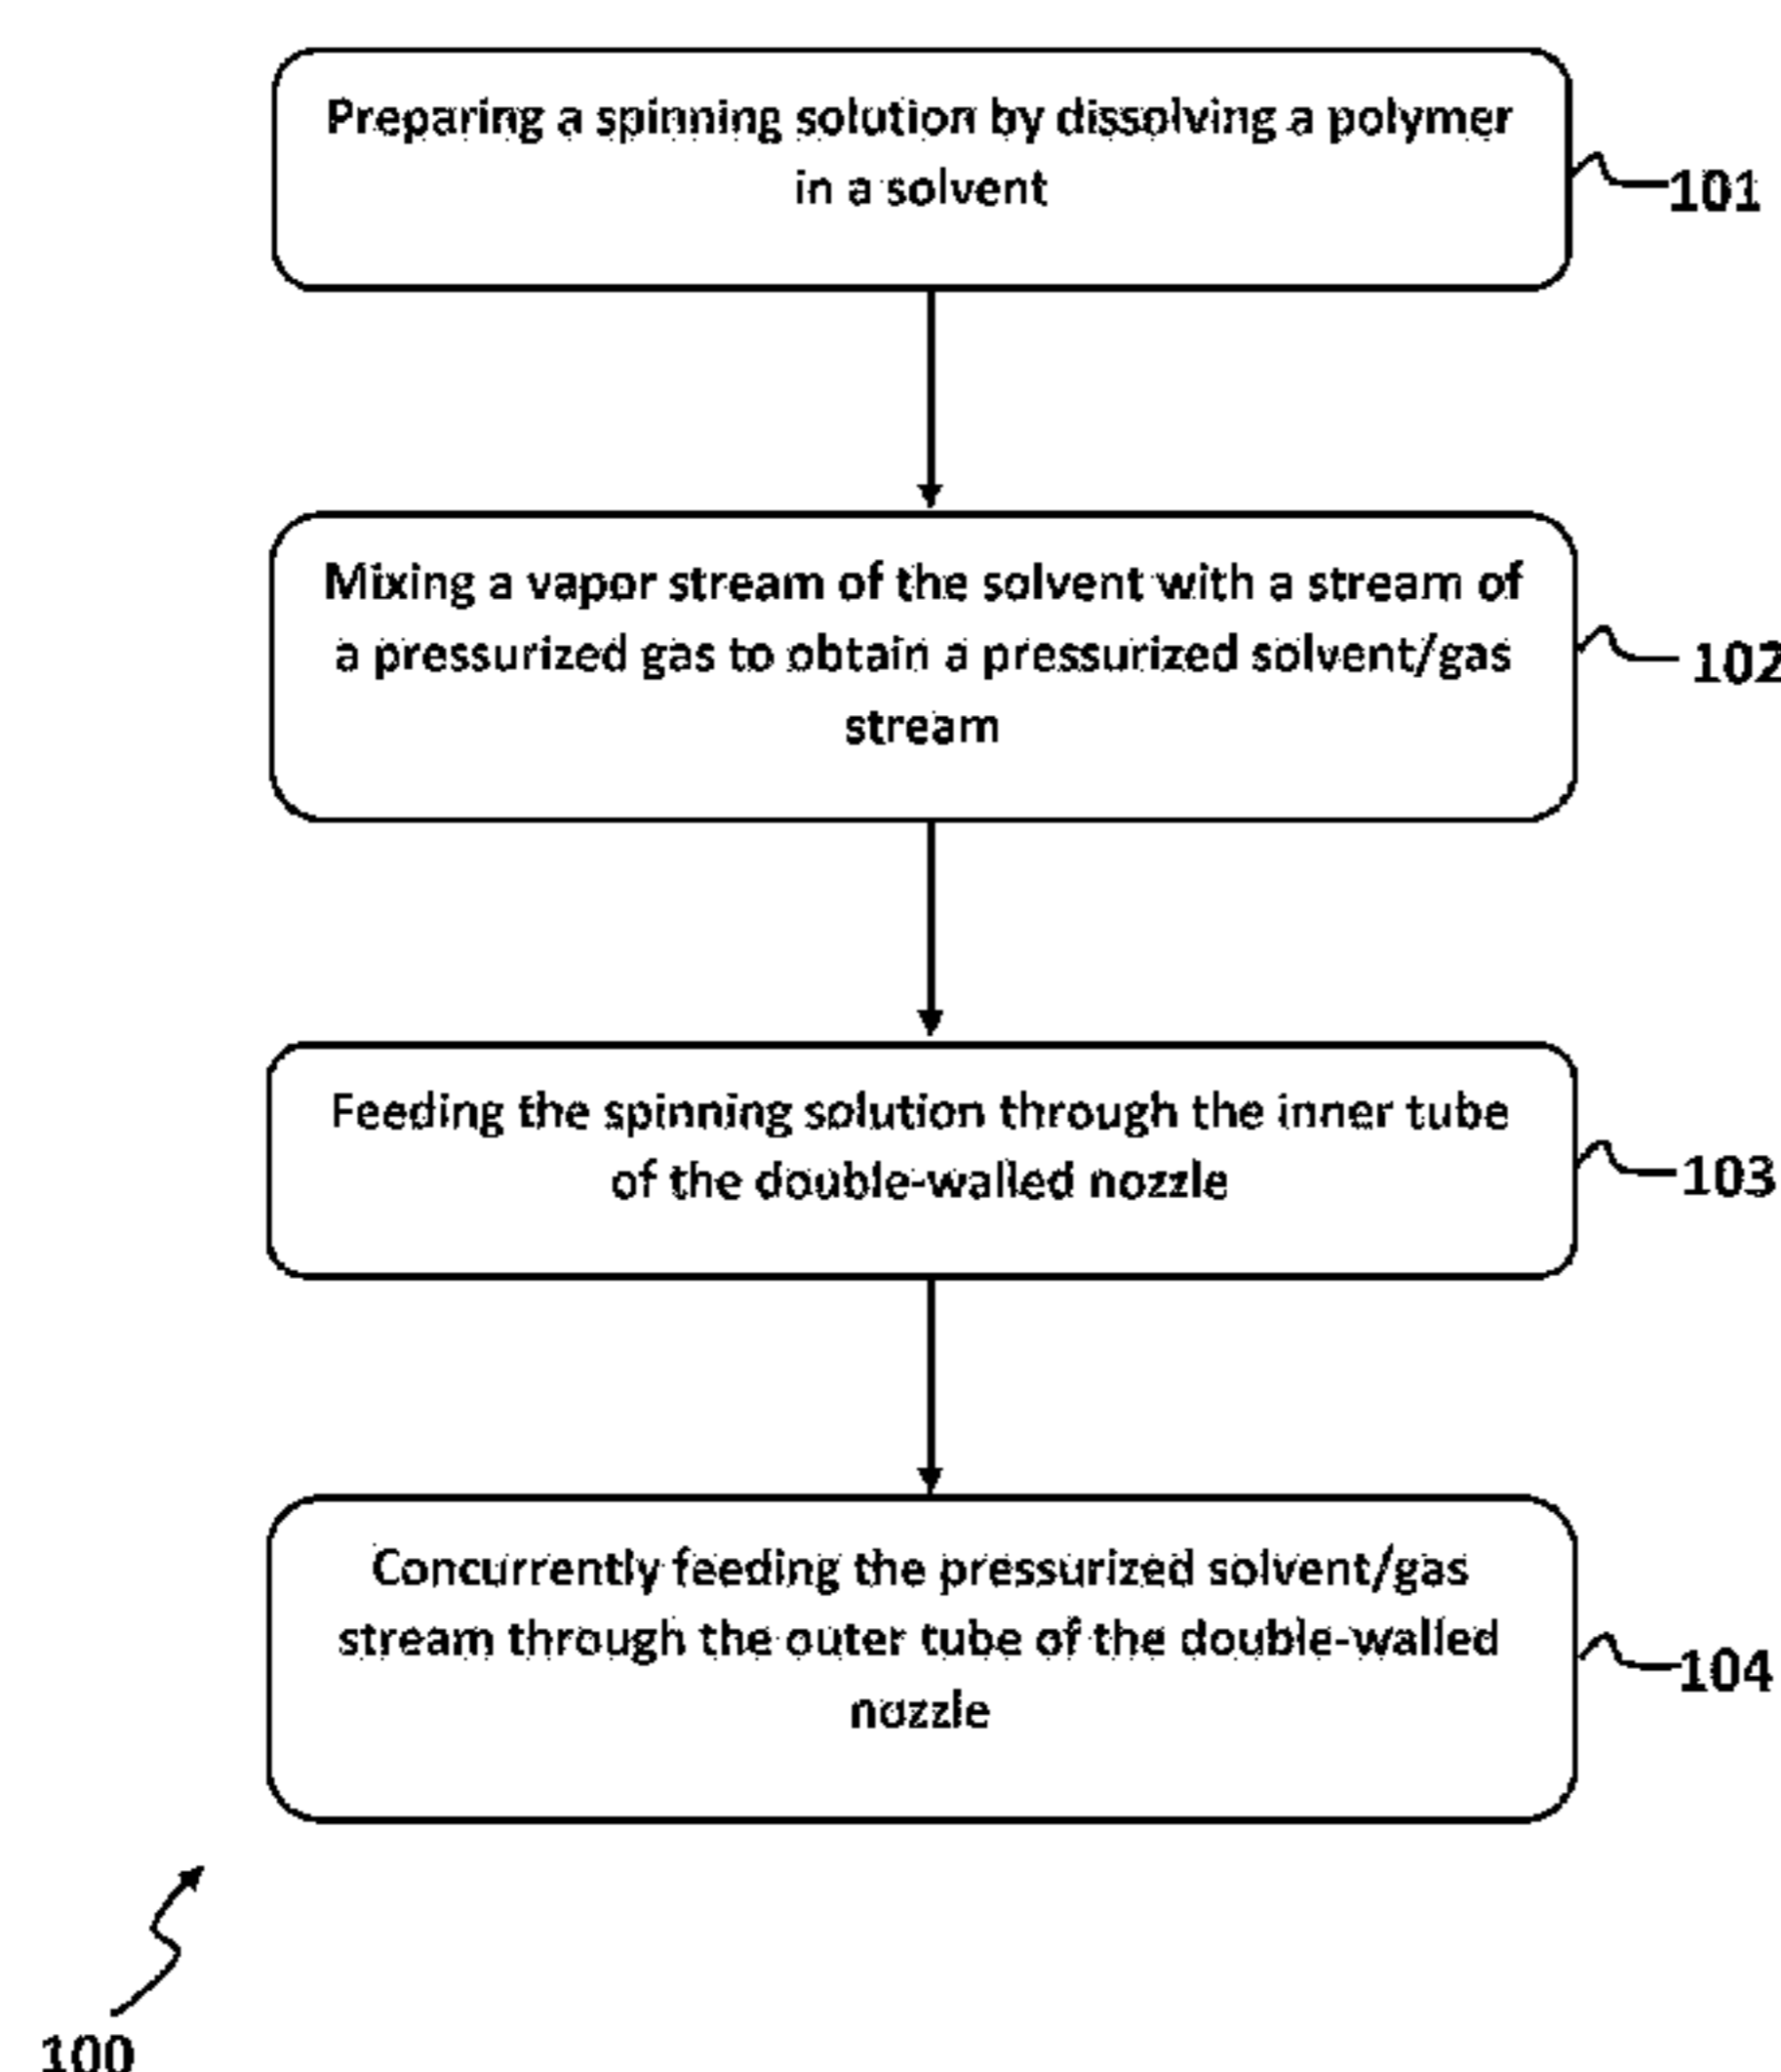 Preparing a spinning solution by dissolving a polymer
in a solvent
101
Mixing a vapor stream of the solvent with a stream of
a pressurized gas to obtain a pressurized solvent/gas
stream
102
Feeding the spinning solution through the inner tube
of the double-walled nozzle
103
Concurrently feeding the pressurized solvent/gas
stream through the outer tube of the double-walled
nozzle
104
100